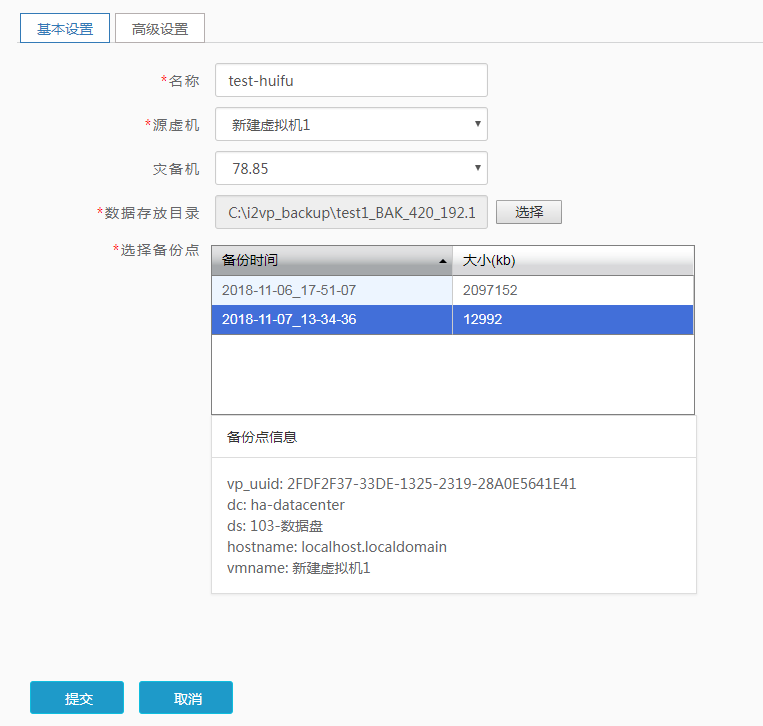 基本设置 高级设置
*名称 test-huifu
*源虚机 新建虚拟机1
灾备机 78.85
*数据存放目录 C:\i2vp_backup\test1_BAK_420_192.1 选择
*选择备份点
备份时间 大小(kb)
2018-11-06_17-51-07 2097152
2018-11-07_13-34-36 12992
备份点信息
vp_uuid: 2FDF2F37-33DE-1325-2319-28A0E5641E41
dc: ha-datacenter
ds: 103-数据盘
hostname: localhost.localdomain
vmname: 新建虚拟机1
提交 取消